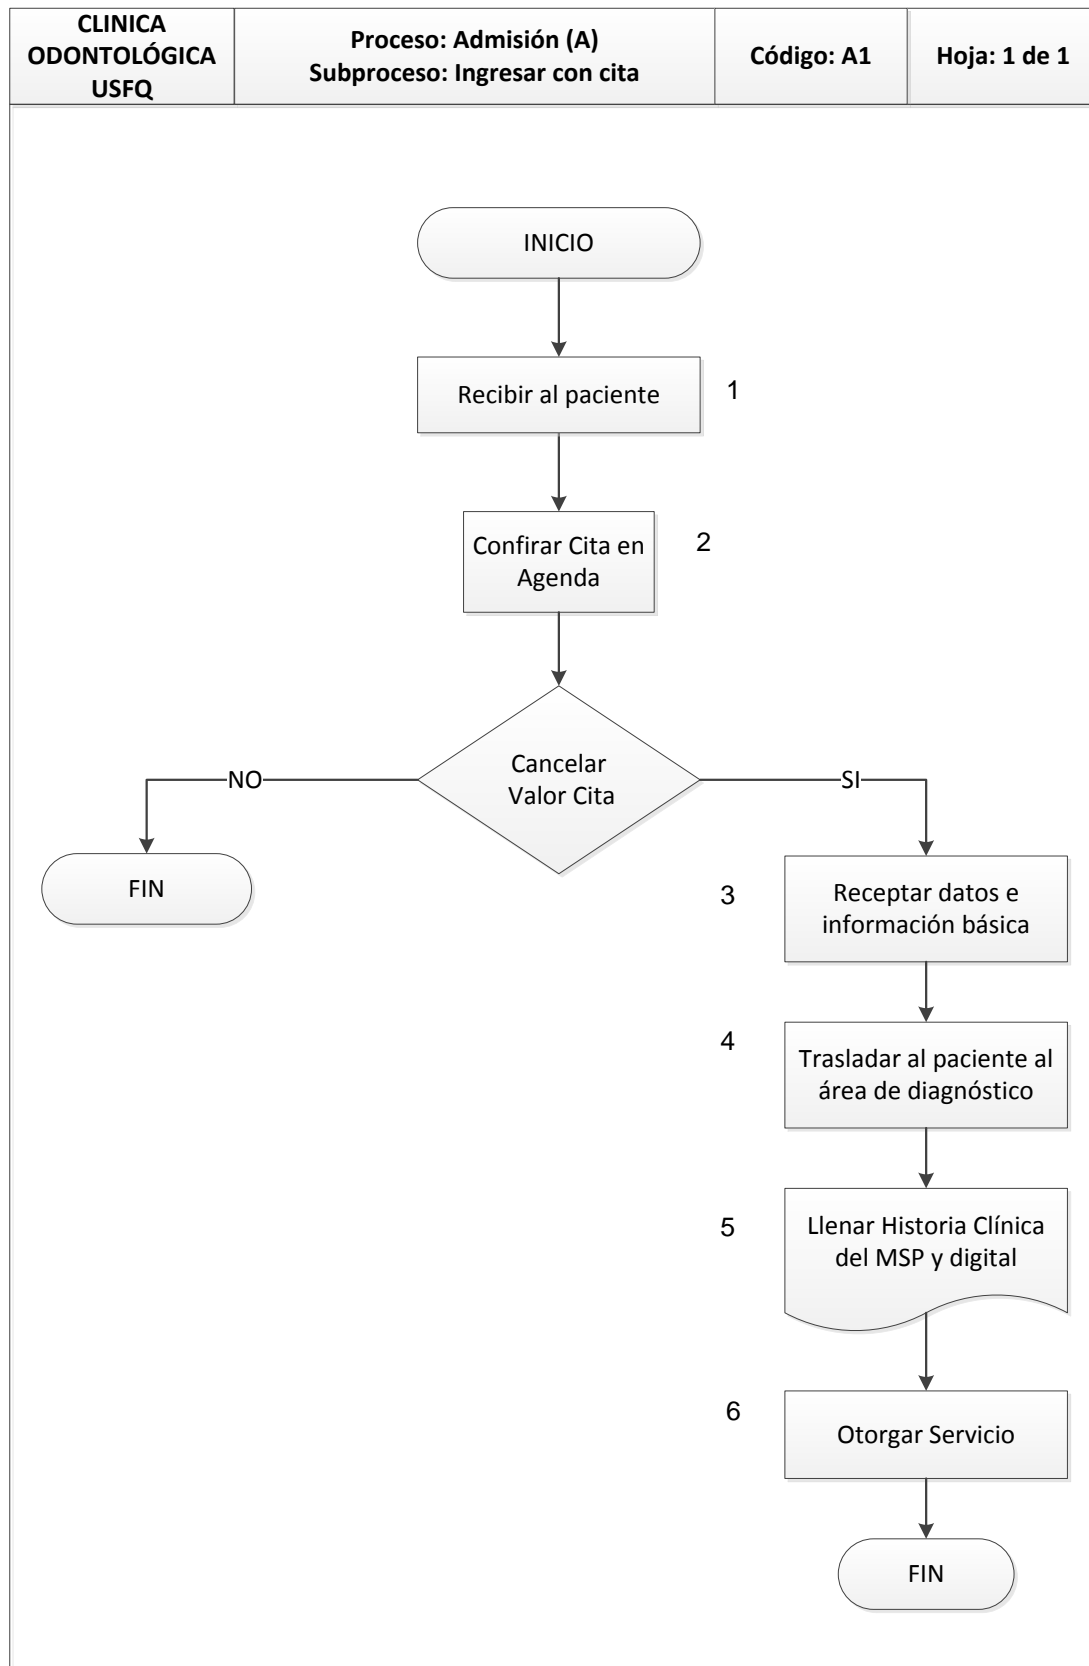 CLINICA
ODONTOLÓGICA
USFQ
Proceso: Admisión (A)
Subproceso: Ingresar con cita
Código: A1
Hoja: 1 de 1
INICIO
Recibir al paciente
1
Confirar Cita en
Agenda
2
Cancelar
Valor Cita
NO
SI
FIN
3
Receptar datos e
información básica
4
Trasladar al paciente al
área de diagnóstico
5
Llenar Historia Clínica
del MSP y digital
6
Otorgar Servicio
FIN